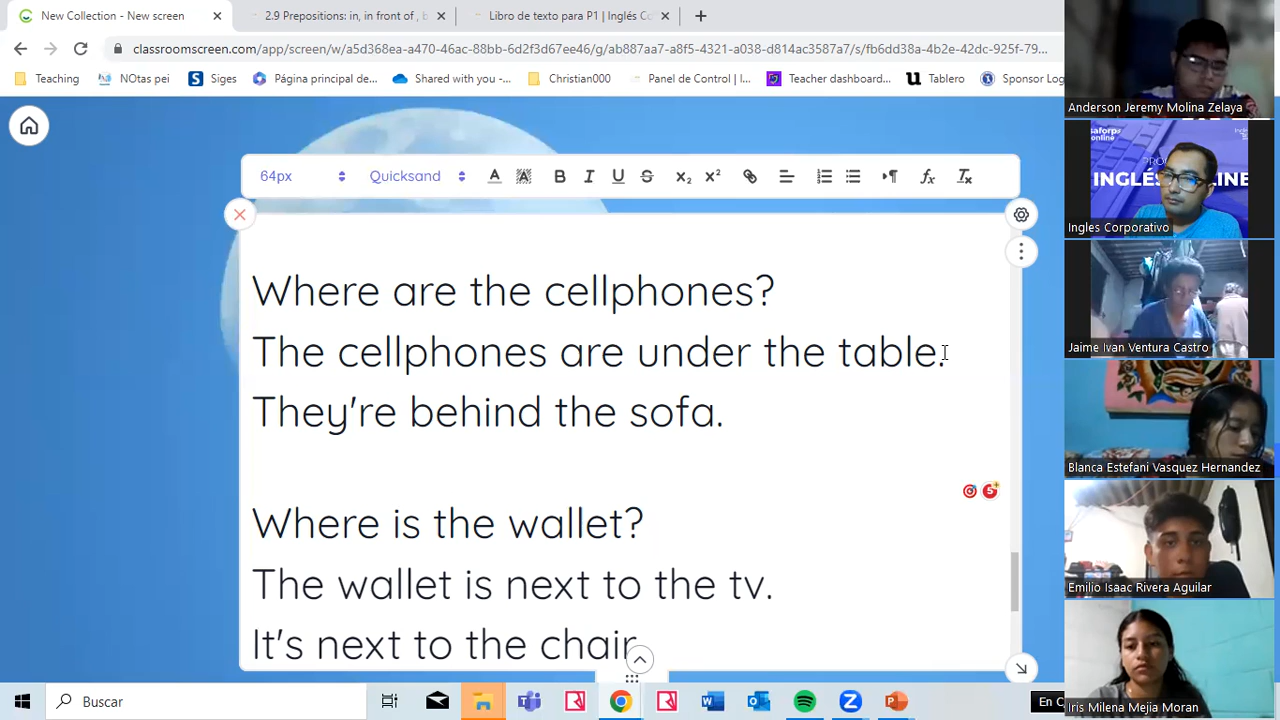 New Collection - New screen
2.9 Prepositions: in, in front of , b
Libro de texto para P1 | Inglés Co
classroomscreen.com/app/screen/w/a5d368ea-a470-46ac-8bbb-6d2f3d67ee46/g/ab887aa7-a8f5-4321-a038-d814ac3587a7/s/fb6dd38a-4b2e-42dc-925f-79...
Teaching
NOtas pei
Siges
Página principal de...
Shared with you -...
Christian000
Panel de Control | I...
Teacher dashboard...
Tablero
Sponsor Log
64px
Quicksand
Where are the cellphones?
The cellphones are under the table.
They're behind the sofa.
Where is the wallet?
The wallet is next to the tv.
It's next to the chair
Buscar
Anderson Jeremy Molina Zelaya
INGLÉS
LINE
Ingles Corporativo
Jaime Ivan Ventura Castro
Blanca Estefani Vasquez Hernandez
Emilio Isaac Rivera Aguilar
Iris Milena Mejia Moran